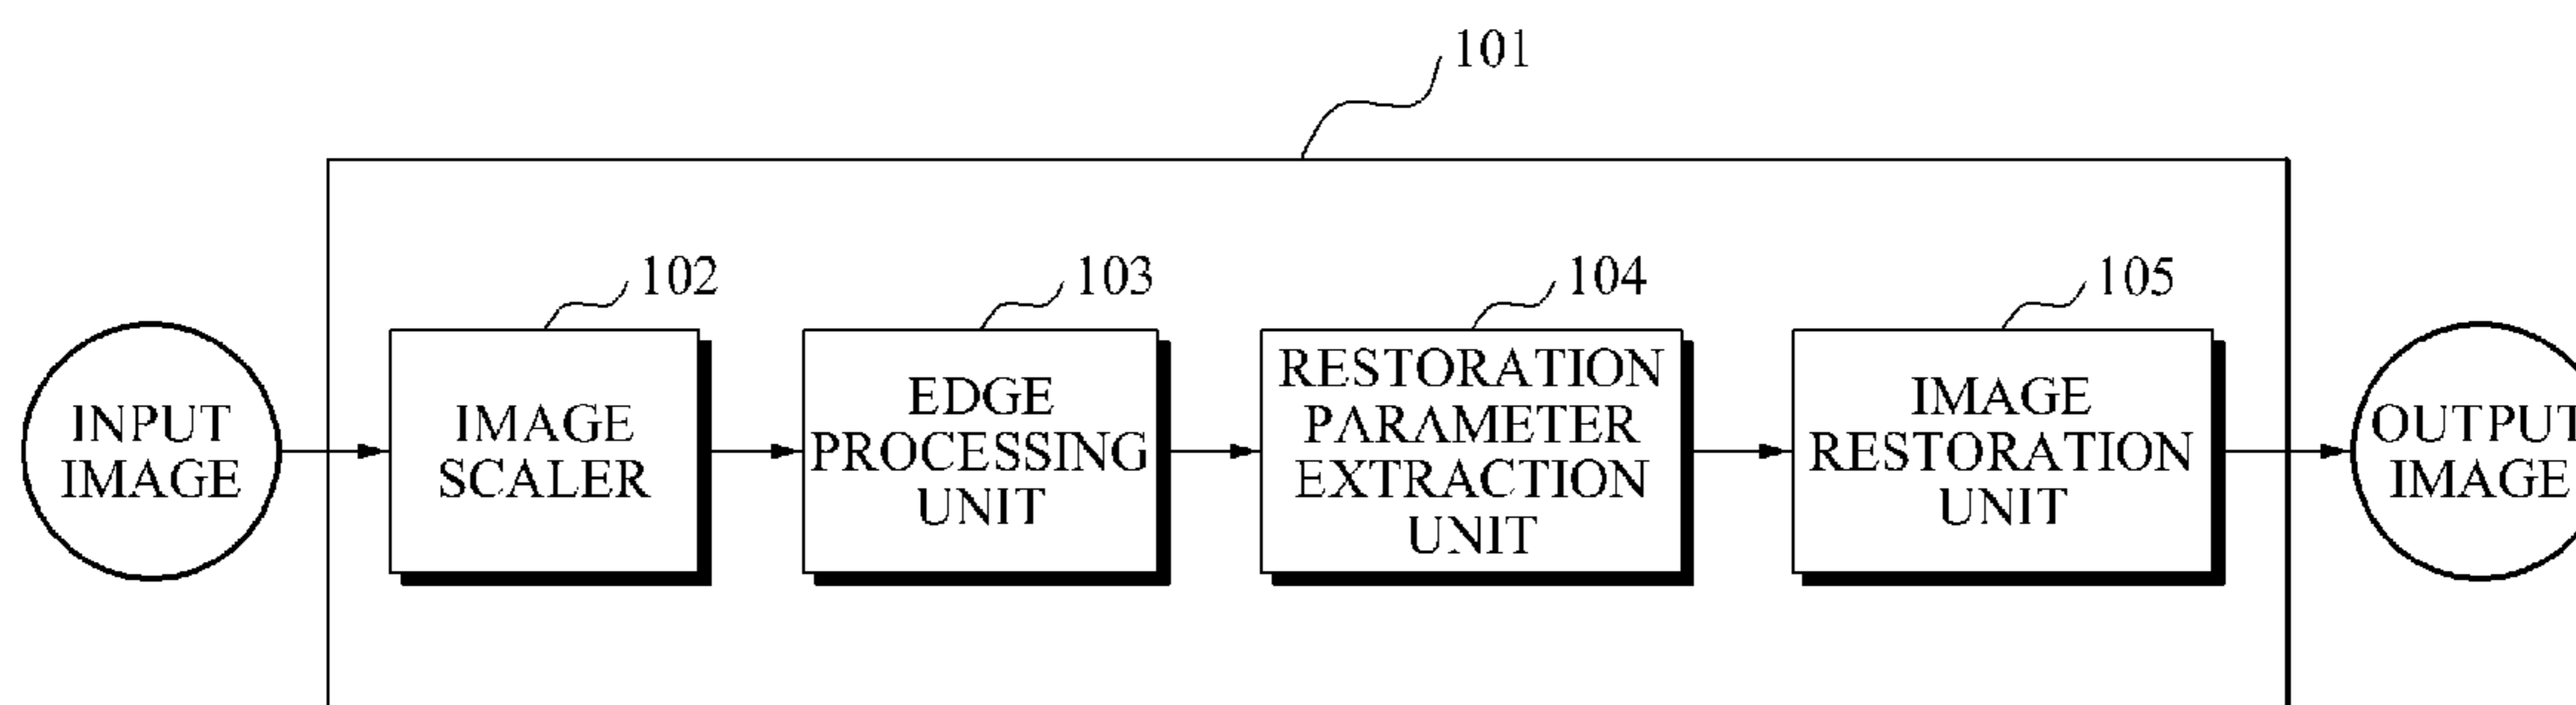 101
102
103
104
105
INPUT
IMAGE
IMAGE
SCALER
EDGE
PROCESSING
UNIT
RESTORATION
PARAMETER
EXTRACTION
UNIT
IMAGE
RESTORATION
UNIT
OUTPUT
IMAGE